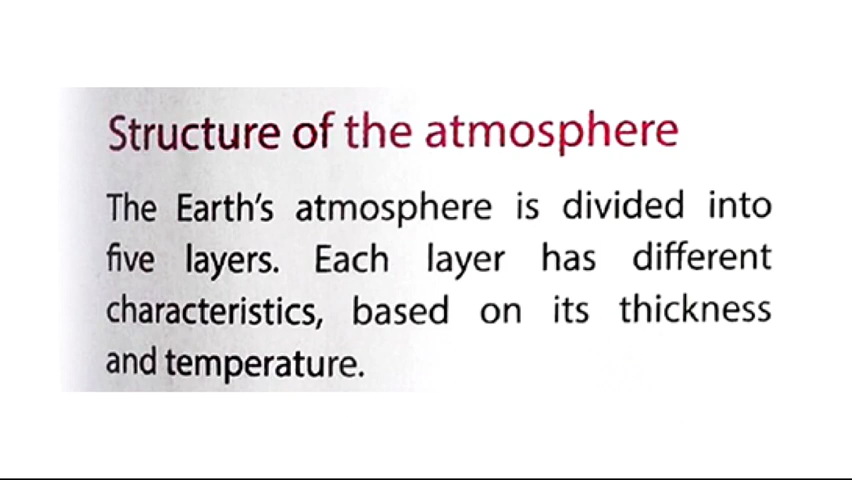 Structure of the atmosphere
The Earth's atmosphere is divided into
five layers. Each layer has different
characteristics, based on its thickness
and temperature.